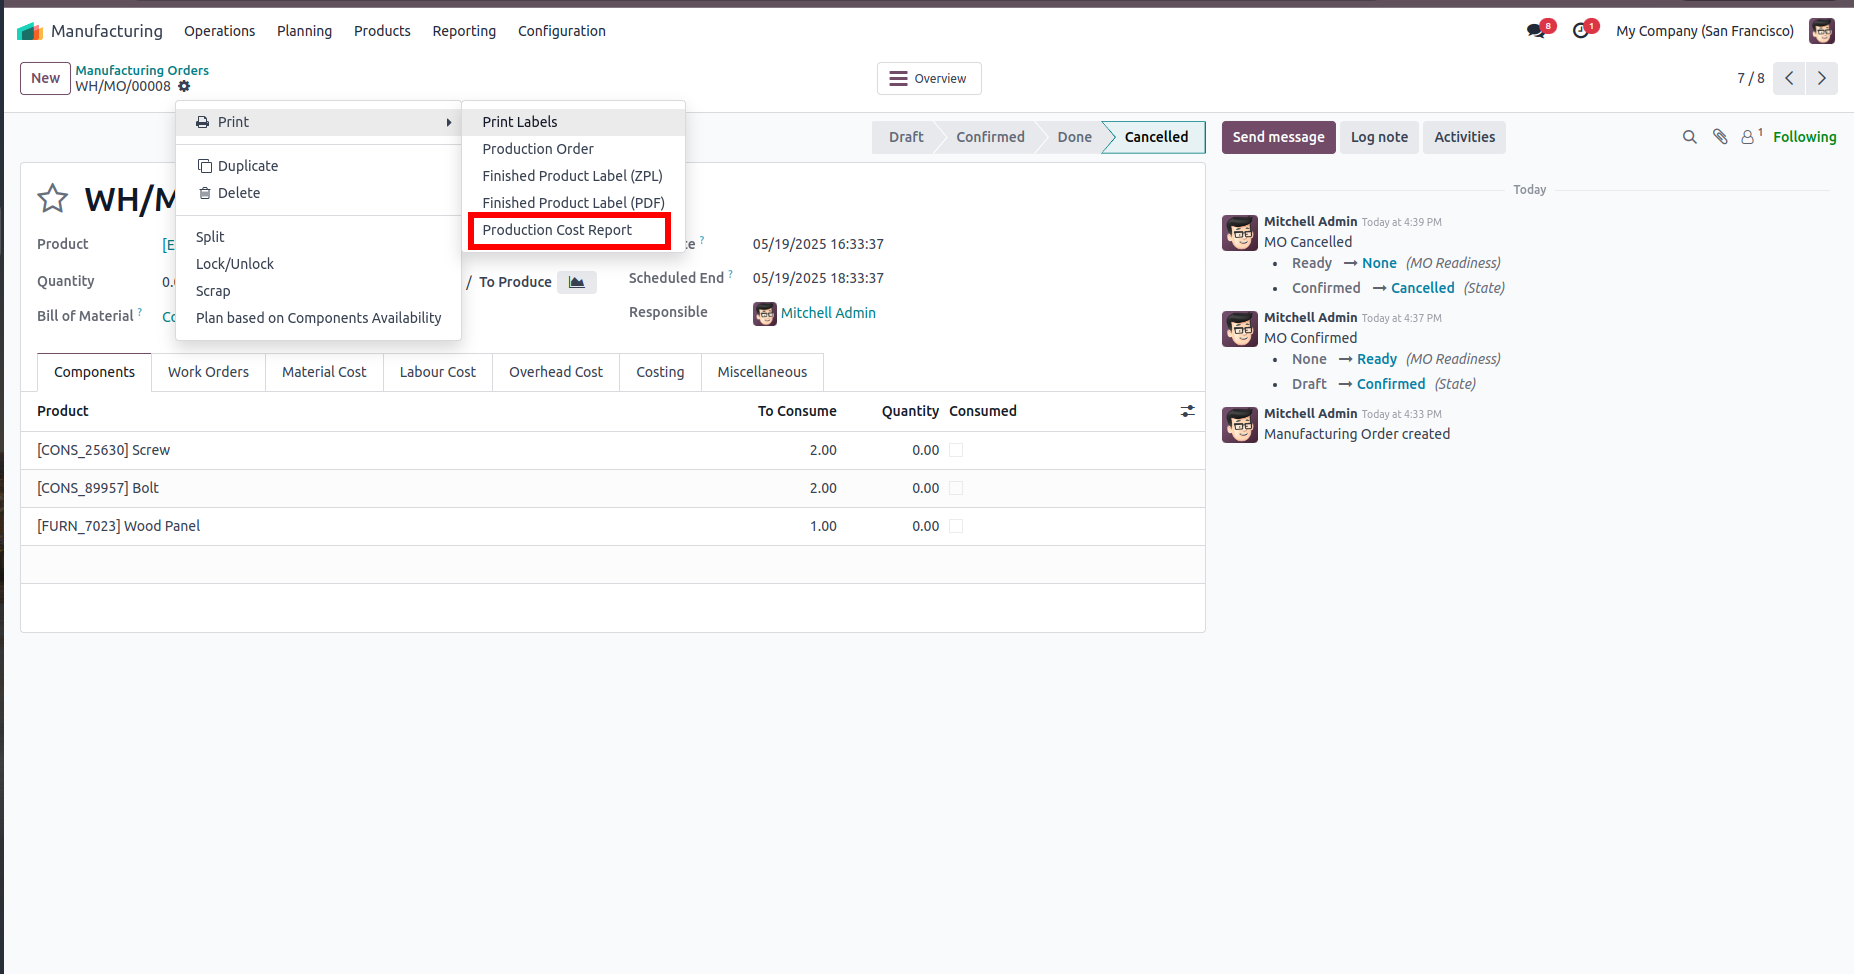 Manufacturing Operations Planning Products Reporting Configuration 8 1 My Company (San Francisco)
New Manufacturing Orders
WH/MO/00008
Overview
7 / 8
Print
Duplicate
Delete
Split
Lock/Unlock
Scrap
Plan based on Components Availability
Print Labels
Production Order
Finished Product Label (ZPL)
Finished Product Label (PDF)
Production Cost Report
Draft Confirmed Done Cancelled
Send message Log note Activities 1 Following
WH/M
Product [E
Quantity 0.0 / To Produce
Bill of Material ? Co
ce ? 05/19/2025 16:33:37
Scheduled End ? 05/19/2025 18:33:37
Responsible Mitchell Admin
Components Work Orders Material Cost Labour Cost Overhead Cost Costing Miscellaneous
Product To Consume Quantity Consumed
[CONS_25630] Screw 2.00 0.00
[CONS_89957] Bolt 2.00 0.00
[FURN_7023] Wood Panel 1.00 0.00
Today
Mitchell Admin Today at 4:39 PM
MO Cancelled
• Ready → None (MO Readiness)
• Confirmed → Cancelled (State)
Mitchell Admin Today at 4:37 PM
MO Confirmed
• None → Ready (MO Readiness)
• Draft → Confirmed (State)
Mitchell Admin Today at 4:33 PM
Manufacturing Order created